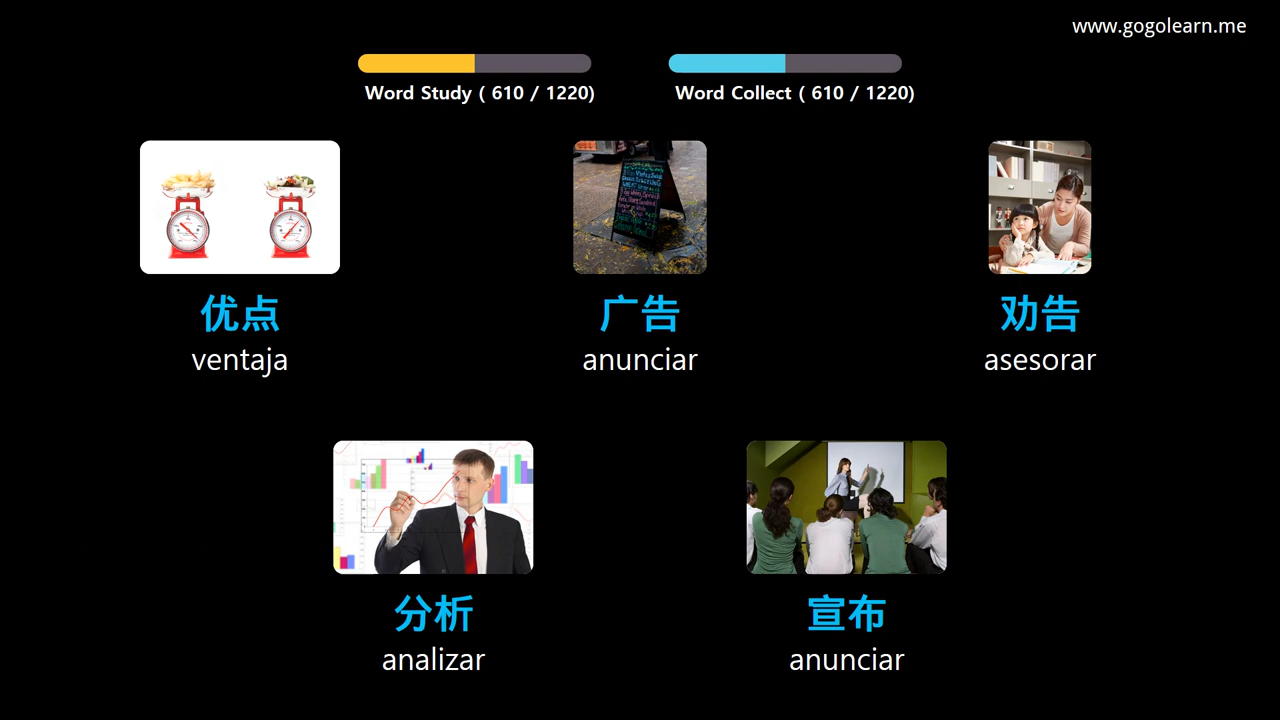 www.gogolearn.me
Word Study ( 610 / 1220)
Word Collect ( 610 / 1220)
优点
ventaja
广告
anunciar
劝告
asesorar
分析
analizar
宣布
anunciar